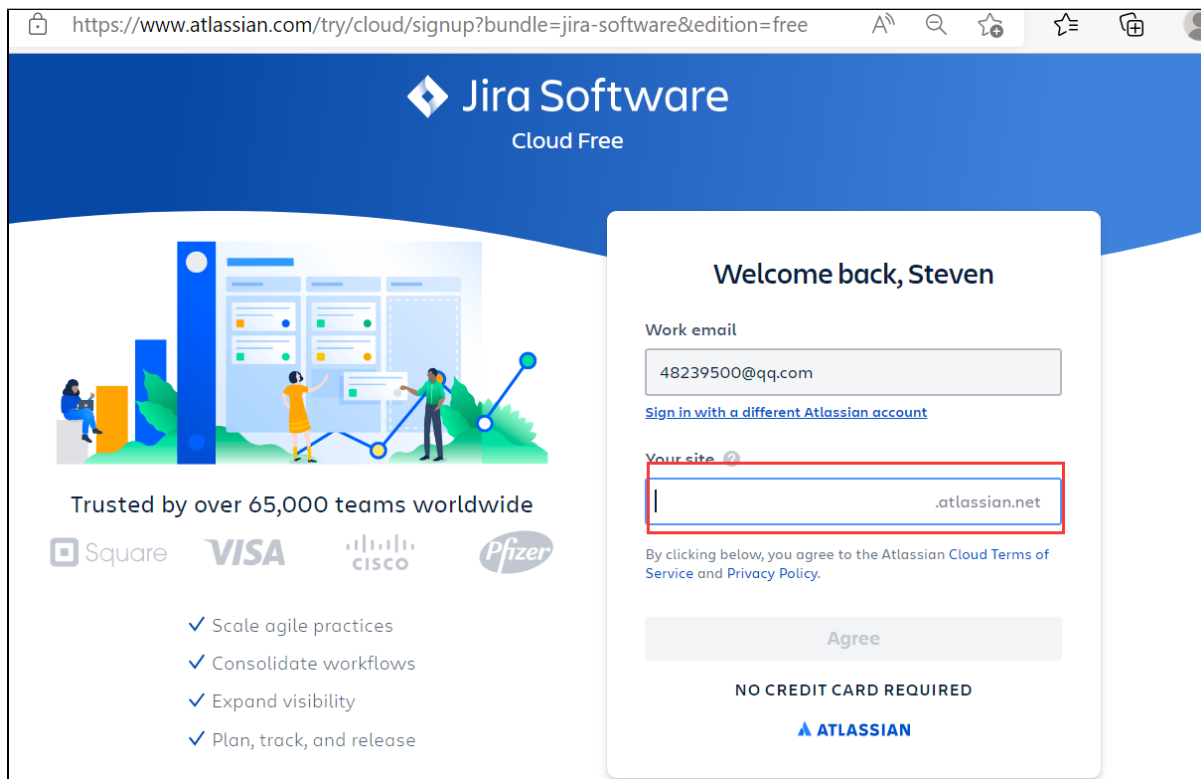 https://www.atlassian.com/try/cloud/signup?bundle=jira-software&edition=free
Jira Software
Cloud Free
Welcome back, Steven
Work email
48239500@qq.com
Sign in with a different Atlassian account
Your site
.atlassian.net
By clicking below, you agree to the Atlassian Cloud Terms of
Service and Privacy Policy.
Agree
NO CREDIT CARD REQUIRED
ATLASSIAN
Trusted by over 65,000 teams worldwide
Square VISA CISCO Pfizer
Scale agile practices
Consolidate workflows
Expand visibility
Plan, track, and release